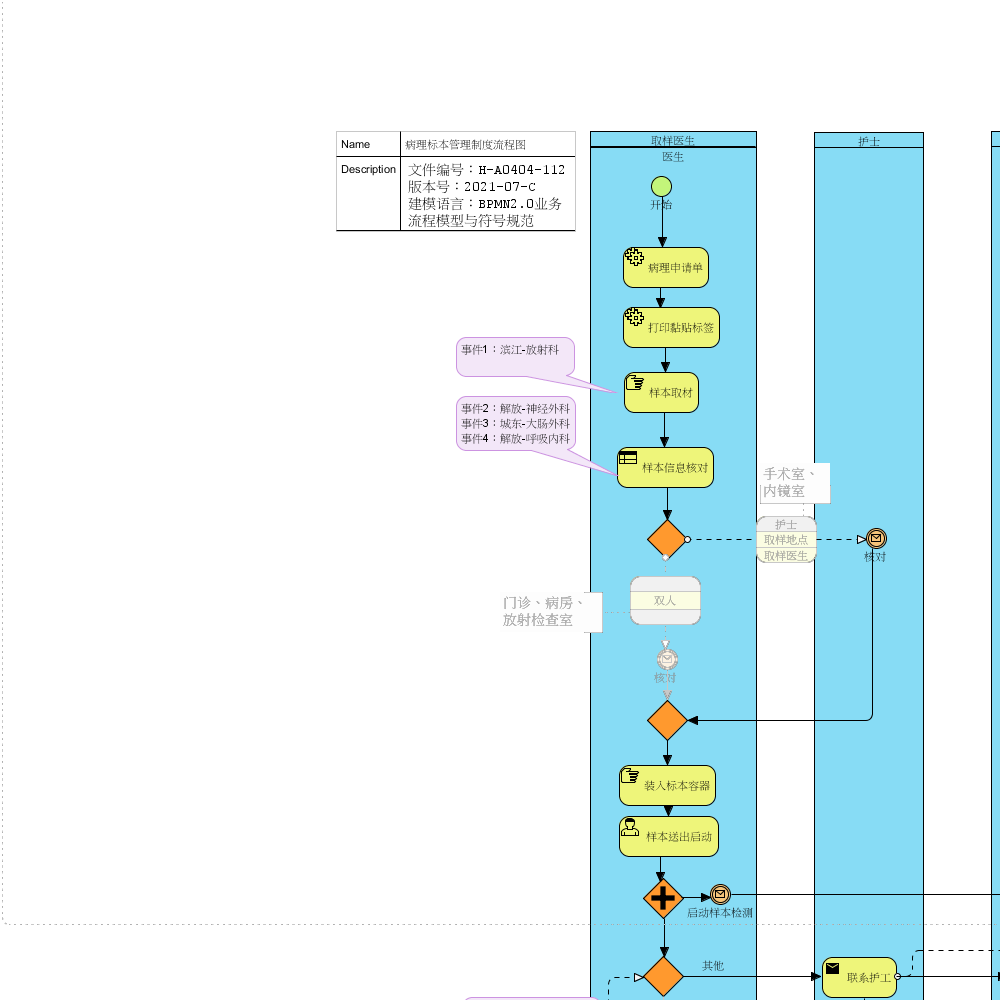 Name
病理标本管理制度流程图
Description
文件编号：H-A0404-112
版本号：2021-07-C
建模语言：BPMN2.0业务
流程模型与符号规范
取样医生
医生
护士
开始
病理申请单
打印黏贴标签
事件1：滨江-放射科
样本取材
事件2：解放-神经外科
事件3：城东-大肠外科
事件4：解放-呼吸内科
样本信息核对
手术室、
内镜室
护士
取样地点
取样医生
核对
门诊、病房、
放射检查室
双人
核对
装入标本容器
样本送出启动
启动样本检测
其他
联系护工